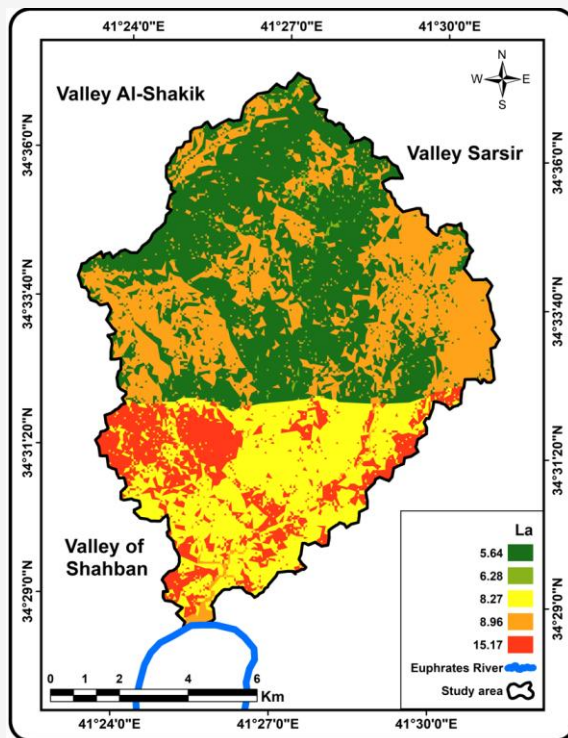 41°24'0"E 41°27'0"E 41°30'0"E
N
W E
S
Valley Al-Shakik
Valley Sarsir
34°36'0"N 34°36'0"N
34°33'40"N 34°33'40"N
34°31'20"N 34°31'20"N
Valley of
Shahban
34°29'0"N 34°29'0"N
La
5.64
6.28
8.27
8.96
15.17
Euphrates River
Study area
0 1 2 4 6
Km
41°24'0"E 41°27'0"E 41°30'0"E